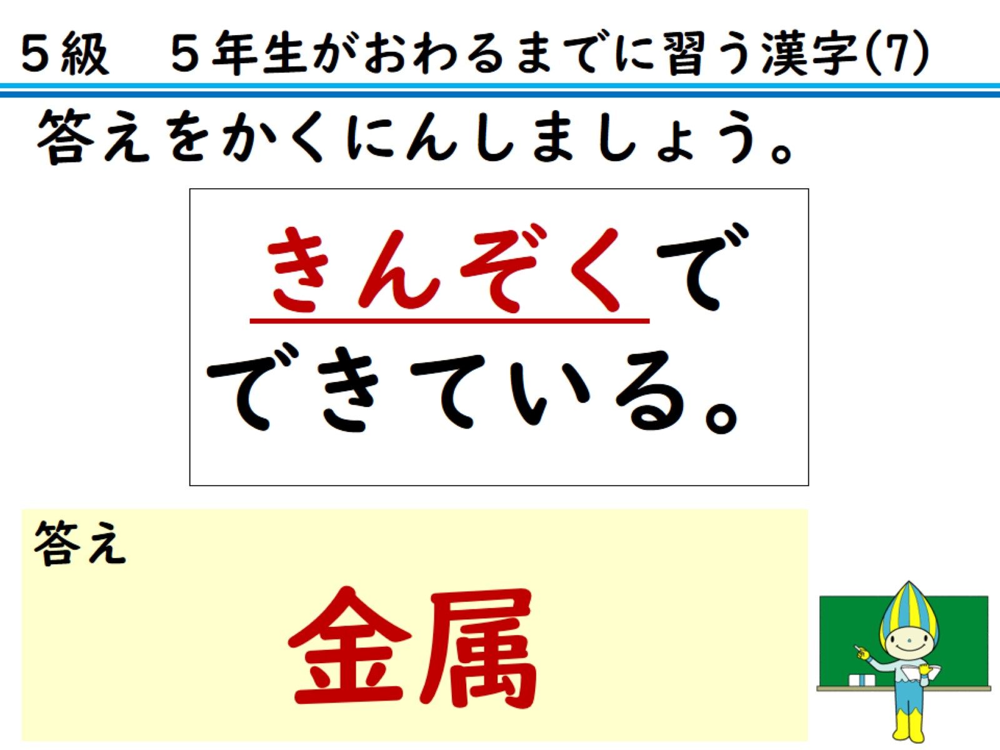 ５級　５年生がおわるまでに習う漢字(7)
答えをかくにんしましょう。
きんぞくで
できている。
答え
金属